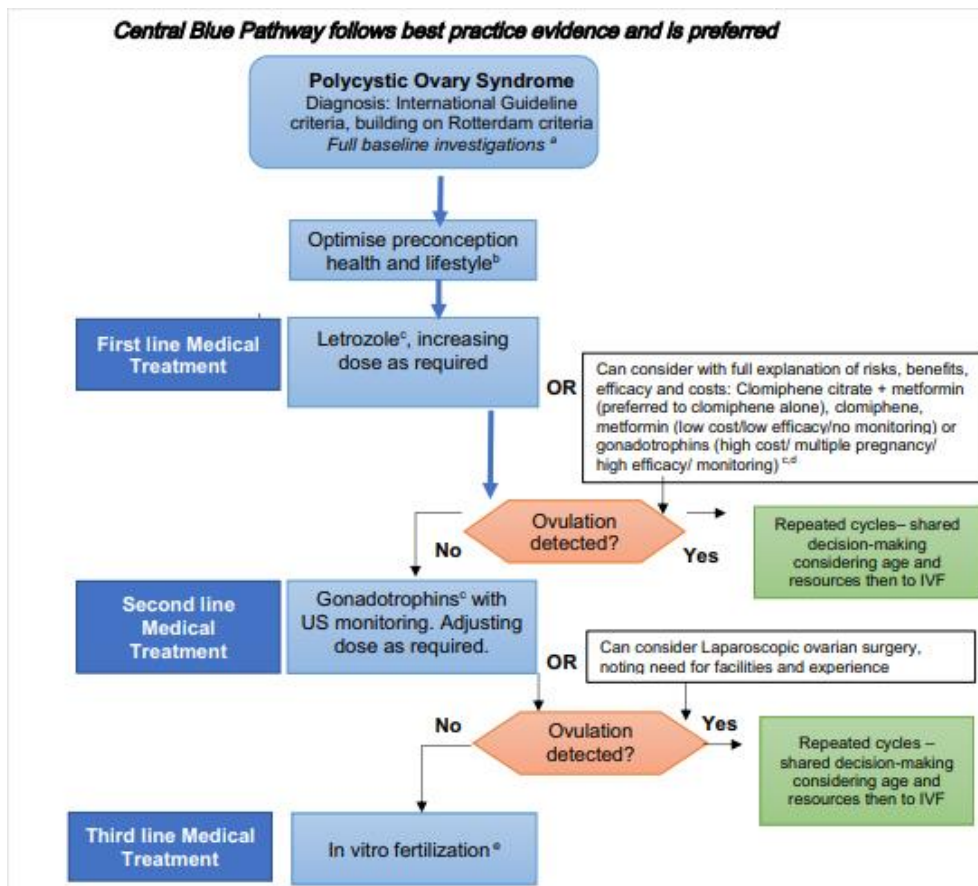 Central Blue Pathway follows best practice evidence and is preferred
Polycystic Ovary Syndrome
Diagnosis: International Guideline
criteria, building on Rotterdam criteria
Full baseline investigations a
Optimise preconception
health and lifestyle b
First line Medical
Treatment
Letrozole c, increasing
dose as required
OR
Can consider with full explanation of risks, benefits,
efficacy and costs: Clomiphene citrate + metformin
(preferred to clomiphene alone), clomiphene,
metformin (low cost/low efficacy/no monitoring) or
gonadotrophins (high cost/ multiple pregnancy/
high efficacy/ monitoring) c,d
No
Ovulation
detected?
Yes
Repeated cycles– shared
decision-making
considering age and
resources then to IVF
Second line
Medical
Treatment
Gonadotrophins c with
US monitoring. Adjusting
dose as required.
OR
Can consider Laparoscopic ovarian surgery,
noting need for facilities and experience
No
Ovulation
detected?
Yes
Repeated cycles –
shared decision-making
considering age and
resources then to IVF
Third line Medical
Treatment
In vitro fertilization e